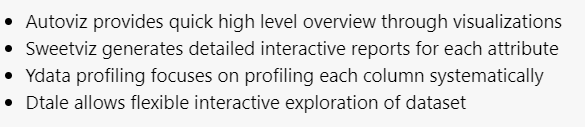 • Autoviz provides quick high level overview through visualizations
• Sweetviz generates detailed interactive reports for each attribute
• Ydata profiling focuses on profiling each column systematically
• Dtale allows flexible interactive exploration of dataset